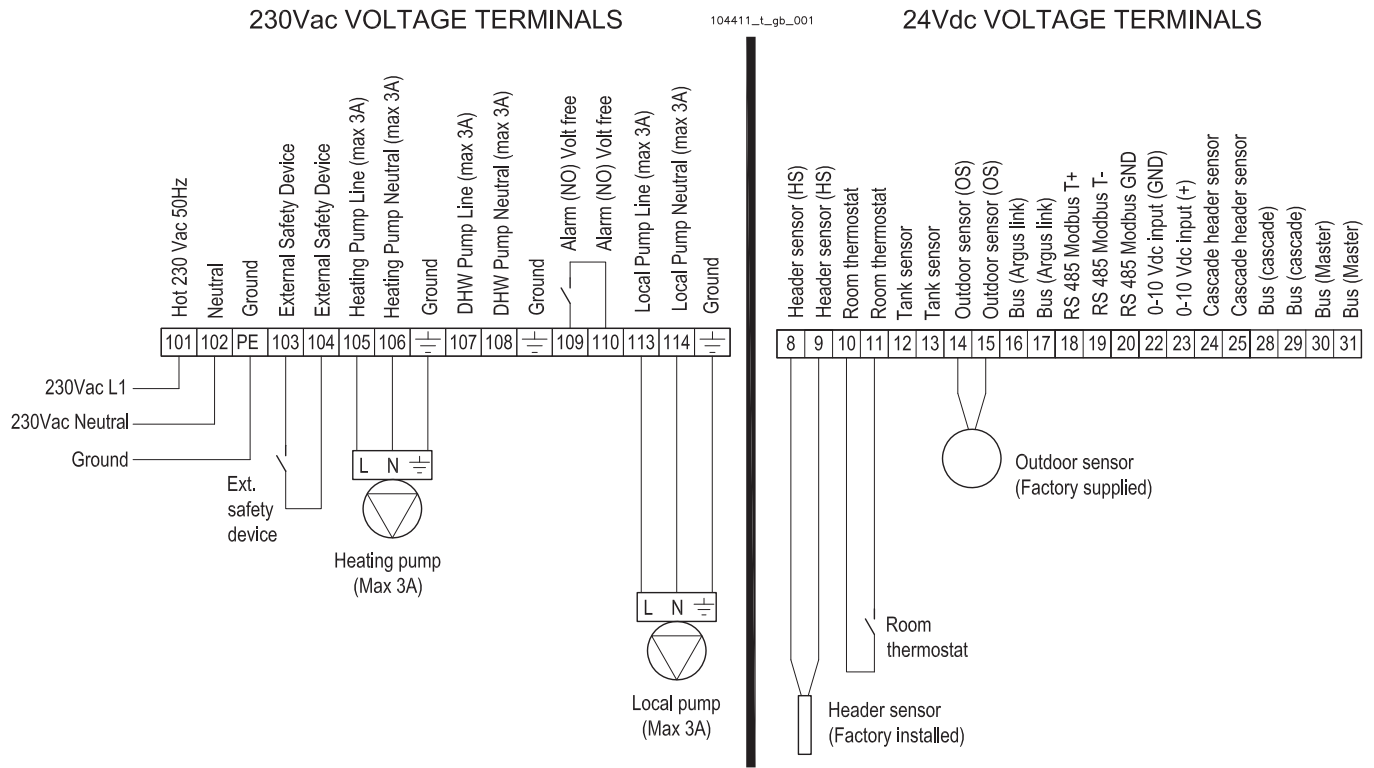 230Vac VOLTAGE TERMINALS
104411_t_gb_001
24Vdc VOLTAGE TERMINALS
Hot 230 Vac 50Hz
Neutral
Ground
External Safety Device
External Safety Device
Heating Pump Line (max 3A)
Heating Pump Neutral (max 3A)
Ground
DHW Pump Line (max 3A)
DHW Pump Neutral (max 3A)
Ground
Alarm (NO) Volt free
Alarm (NO) Volt free
Local Pump Line (max 3A)
Local Pump Neutral (max 3A)
Ground
101 102 PE 103 104 105 106 107 108 109 110 113 114
230Vac L1
230Vac Neutral
Ground
Ext.
safety
device
L N
Heating pump
(Max 3A)
L N
Local pump
(Max 3A)
Header sensor (HS)
Header sensor (HS)
Room thermostat
Room thermostat
Tank sensor
Tank sensor
Outdoor sensor (OS)
Outdoor sensor (OS)
Bus (Argus link)
Bus (Argus link)
RS 485 Modbus T+
RS 485 Modbus T-
RS 485 Modbus GND
0-10 Vdc input (GND)
0-10 Vdc input (+)
Cascade header sensor
Cascade header sensor
Bus (cascade)
Bus (cascade)
Bus (Master)
Bus (Master)
8 9 10 11 12 13 14 15 16 17 18 19 20 22 23 24 25 28 29 30 31
Outdoor sensor
(Factory supplied)
Room
thermostat
Header sensor
(Factory installed)